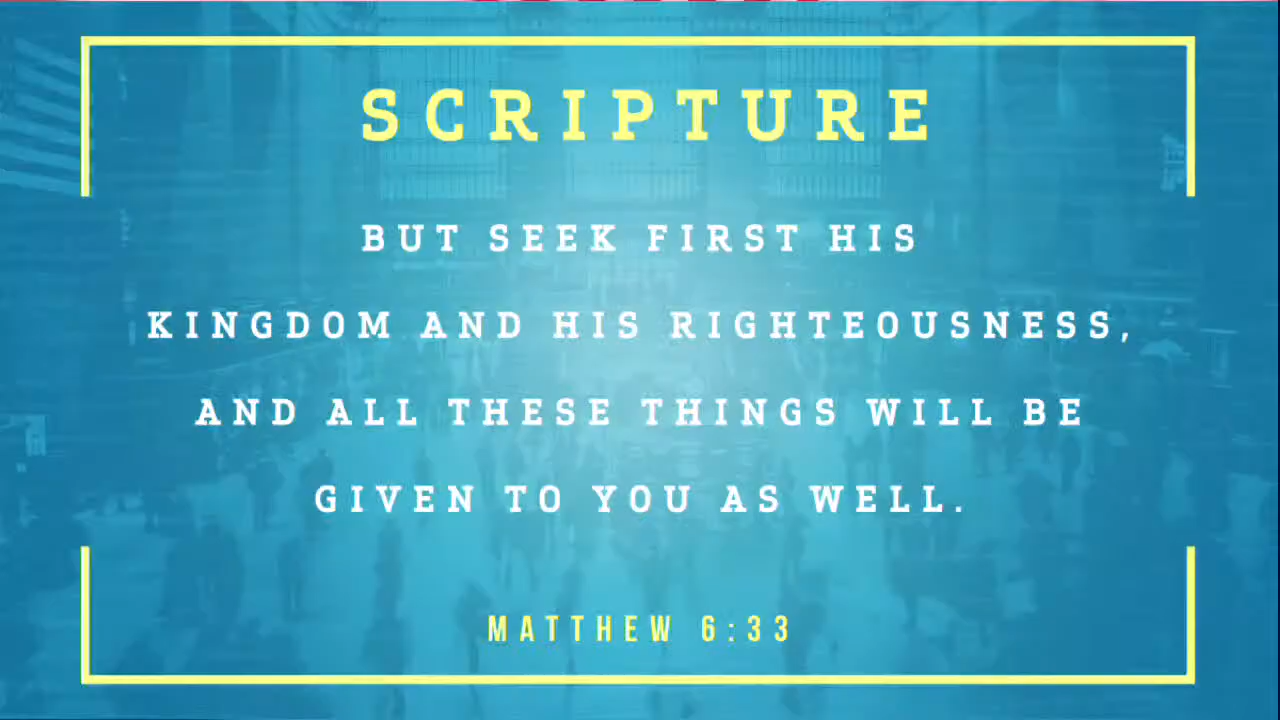 SCRIPTURE
BUT SEEK FIRST HIS
KINGDOM AND HIS RIGHTEOUSNESS,
AND ALL THESE THINGS WILL BE
GIVEN TO YOU AS WELL.
MATTHEW 6:33